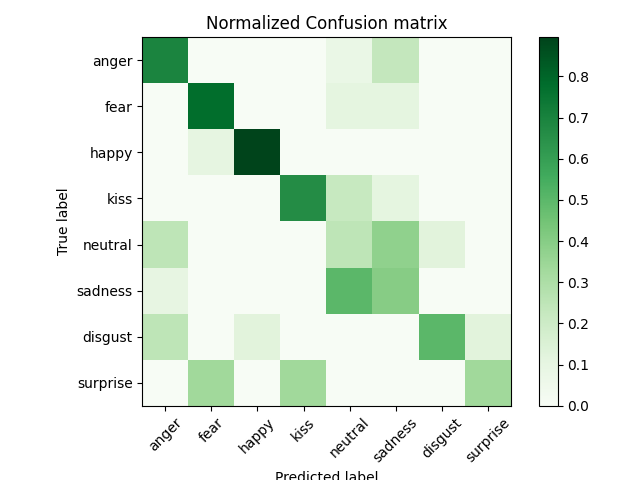 Normalized Confusion matrix
True label
anger
fear
happy
kiss
neutral
sadness
disgust
surprise
anger
fear
happy
kiss
neutral
sadness
disgust
surprise
Predicted label
0.8
0.7
0.6
0.5
0.4
0.3
0.2
0.1
0.0